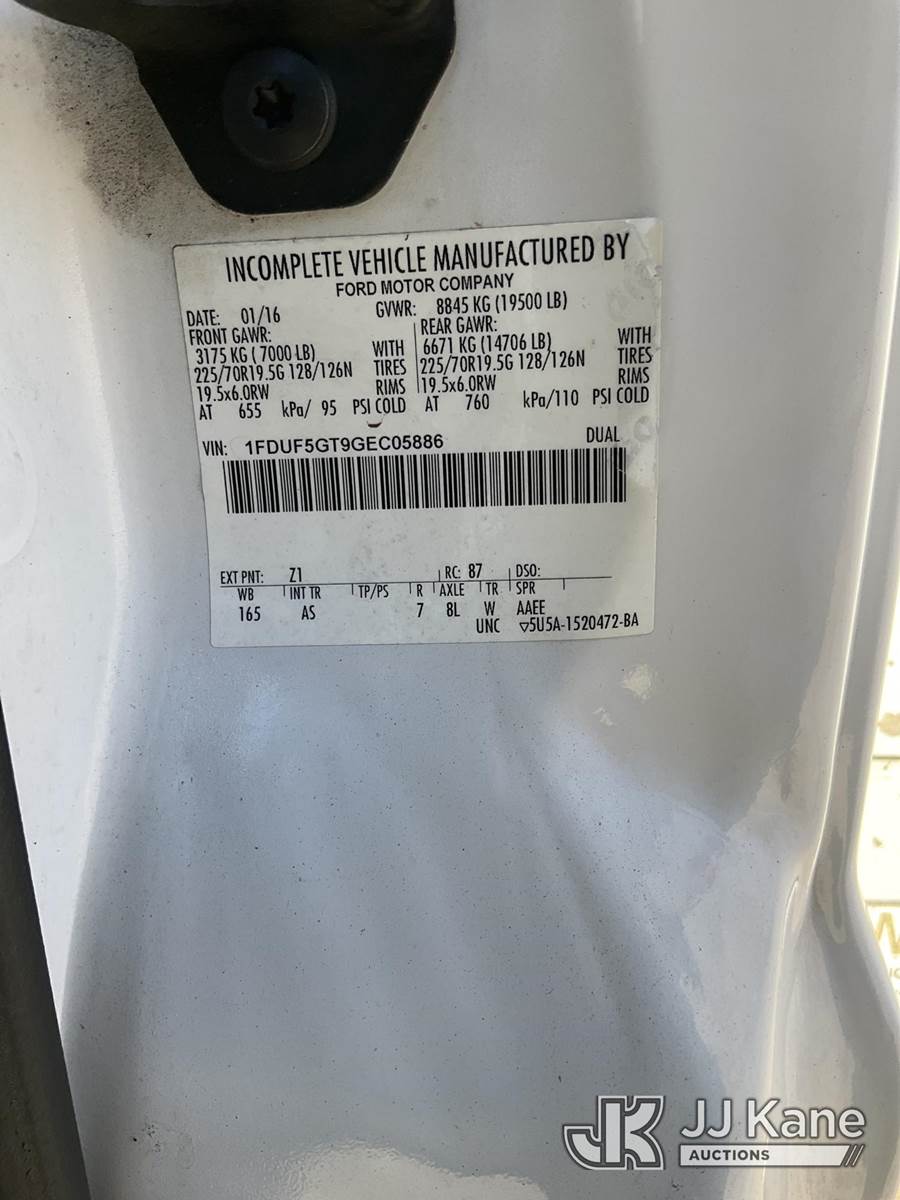 INCOMPLETE VEHICLE MANUFACTURED BY
FORD MOTOR COMPANY
DATE: 01/16 GVWR: 8845 KG (19500 LB)
FRONT GAWR: REAR GAWR:
3175 KG ( 7000 LB) WITH 6671 KG (14706 LB) WITH
225/70R19.5G 128/126N TIRES 225/70R19.5G 128/126N TIRES
19.5x6.0RW RIMS 19.5x6.0RW RIMS
AT 655 kPa/ 95 PSI COLD AT 760 kPa/110 PSI COLD
VIN: 1FDUF5GT9GEC05886 DUAL
EXT PNT: Z1 RC: 87 DSO:
WB INT TR TP/PS R AXLE TR SPR
165 AS 7 8L W AAEE
UNC ▽5U5A-1520472-BA
JK JJ Kane
AUCTIONS